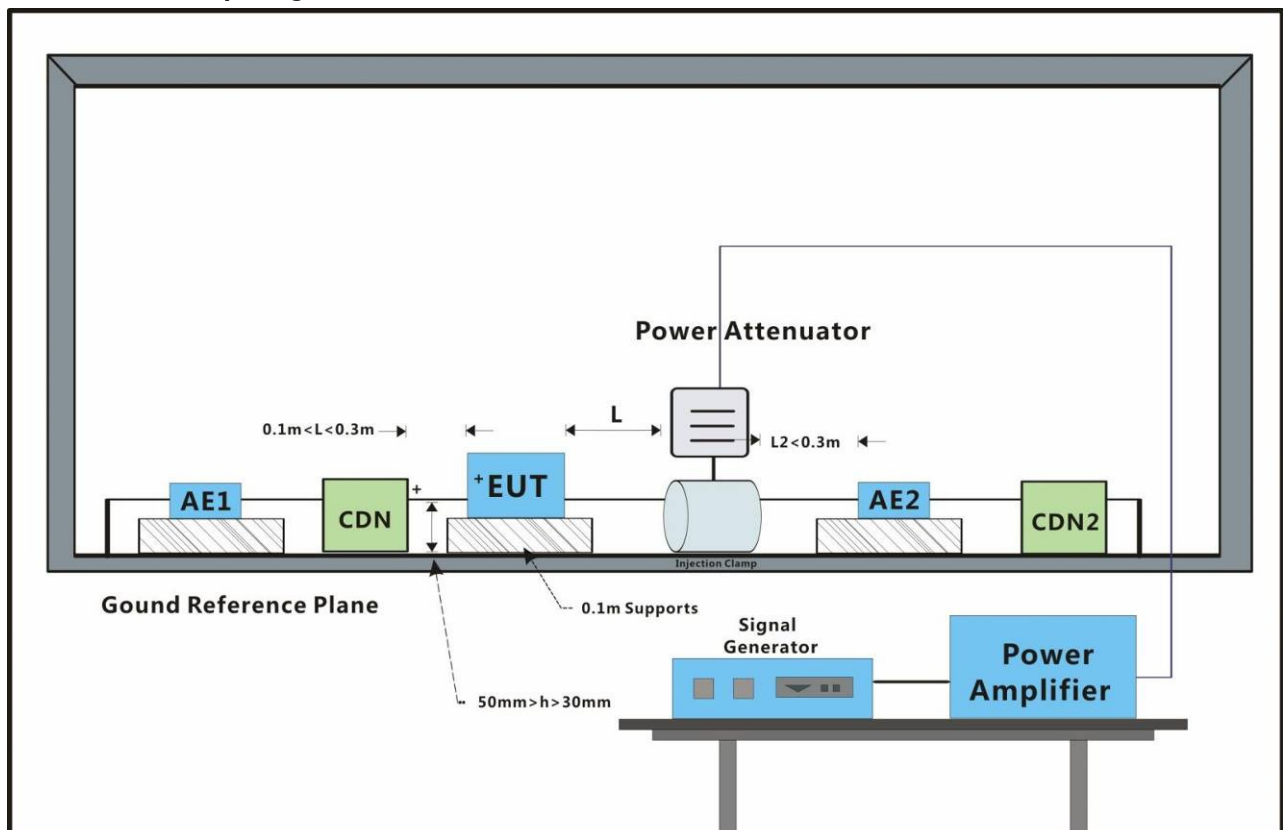 Power Attenuator
0.1m<L<0.3m
L
L2<0.3m
AE1
CDN
+
+EUT
AE2
CDN2
Injection Clamp
Gound Reference Plane
0.1m Supports
50mm>h>30mm
Signal
Generator
Power
Amplifier